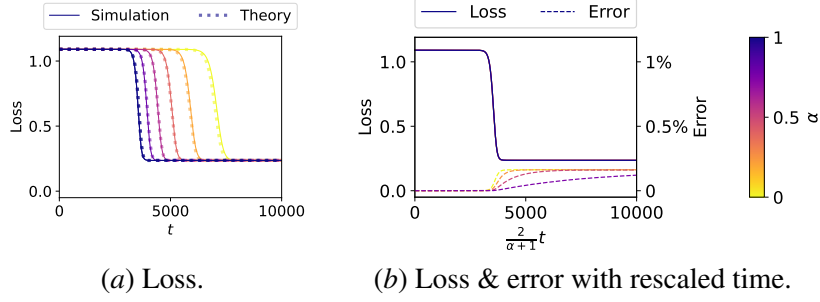 Simulation Theory
Loss
1.0
0.5
0.0
0 5000 10000
t
(a) Loss.
Loss Error
Loss
1.0
0.5
0.0
1%
0.5%
0
Error
0 5000 10000
2/(α+1) t
1
α
0
(b) Loss & error with rescaled time.